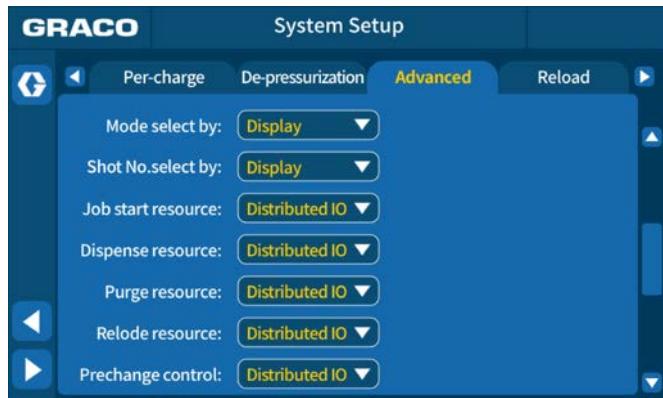 GRACO System Setup
Per-charge De-pressurization Advanced Reload
Mode select by: Display
Shot No.select by: Display
Job start resource: Distributed IO
Dispense resource: Distributed IO
Purge resource: Distributed IO
Relode resource: Distributed IO
Prechange control: Distributed IO